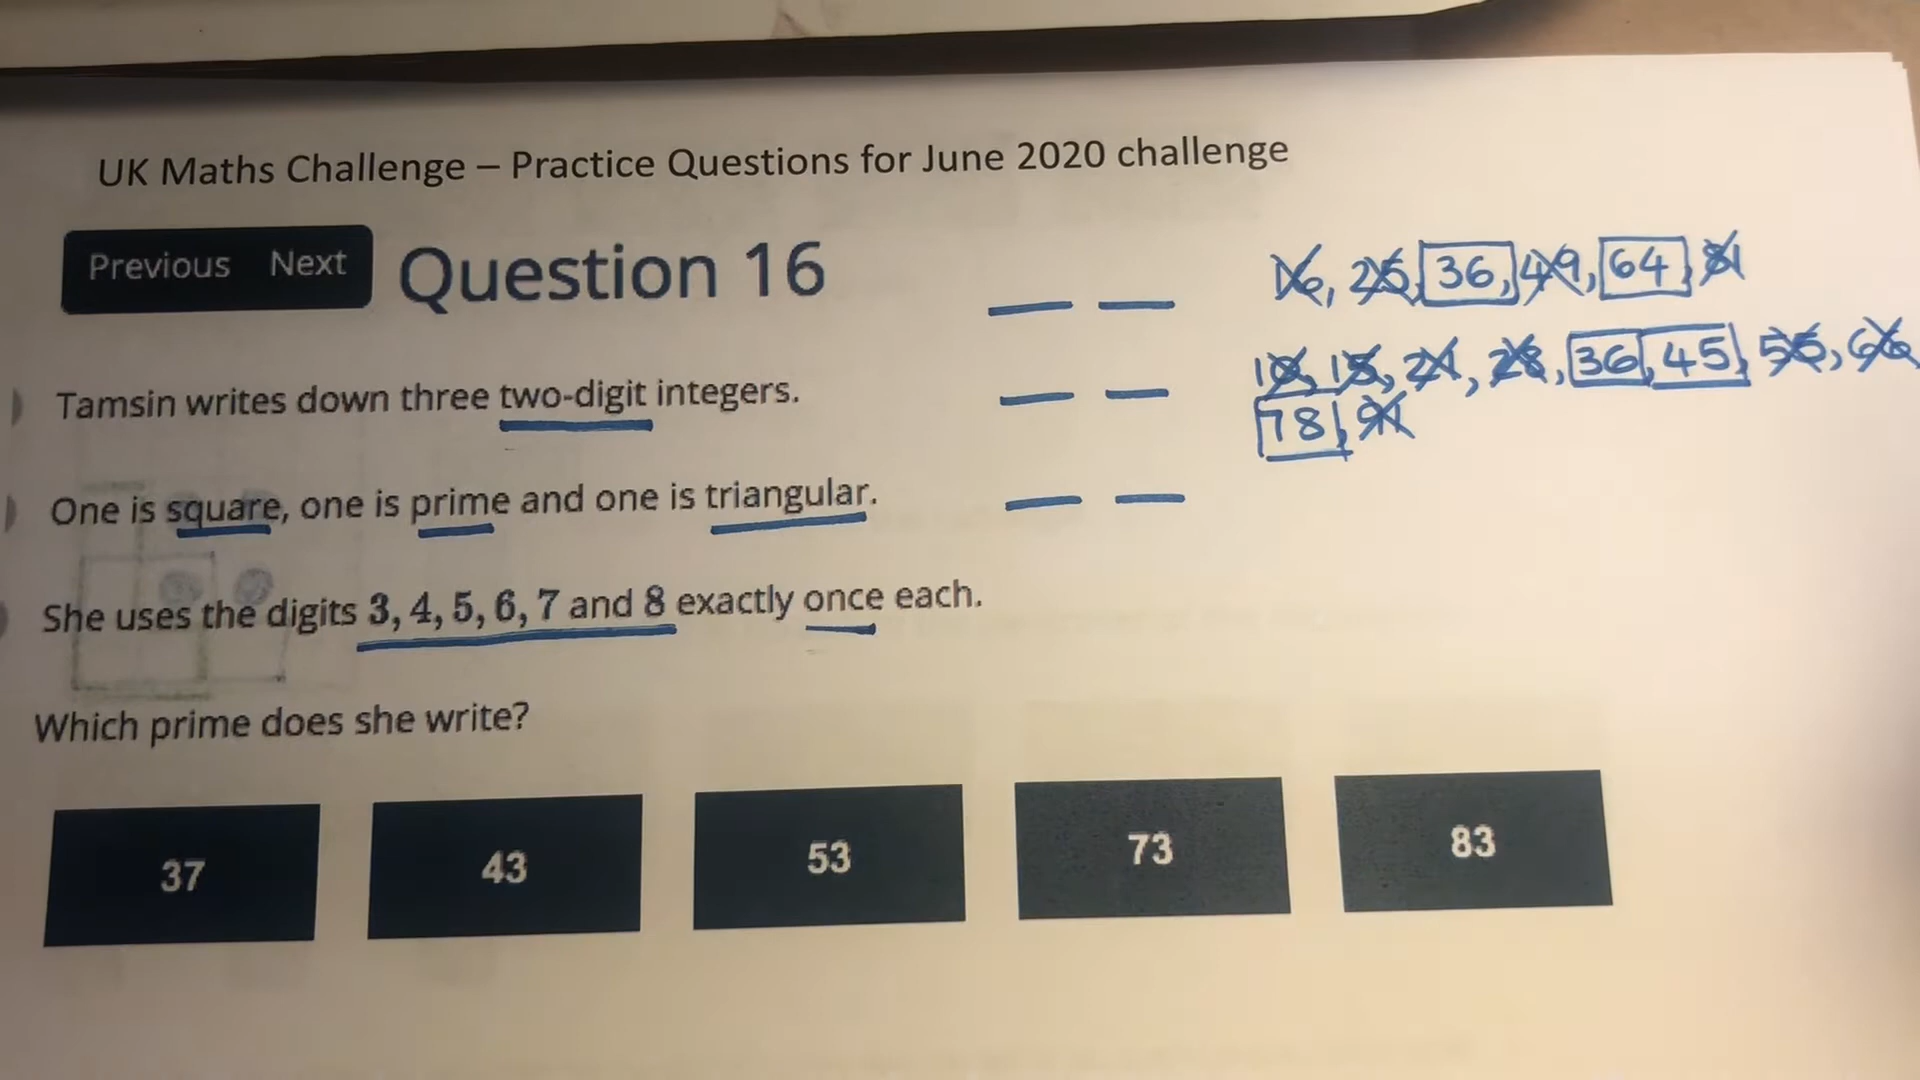 UK Maths Challenge – Practice Questions for June 2020 challenge
Previous Next
Question 16
16, 25, 36, 49, 64, 81
10, 15, 21, 28, 36, 45, 55, 66
78, 91
Tamsin writes down three two-digit integers.
One is square, one is prime and one is triangular.
She uses the digits 3, 4, 5, 6, 7 and 8 exactly once each.
Which prime does she write?
37 43 53 73 83